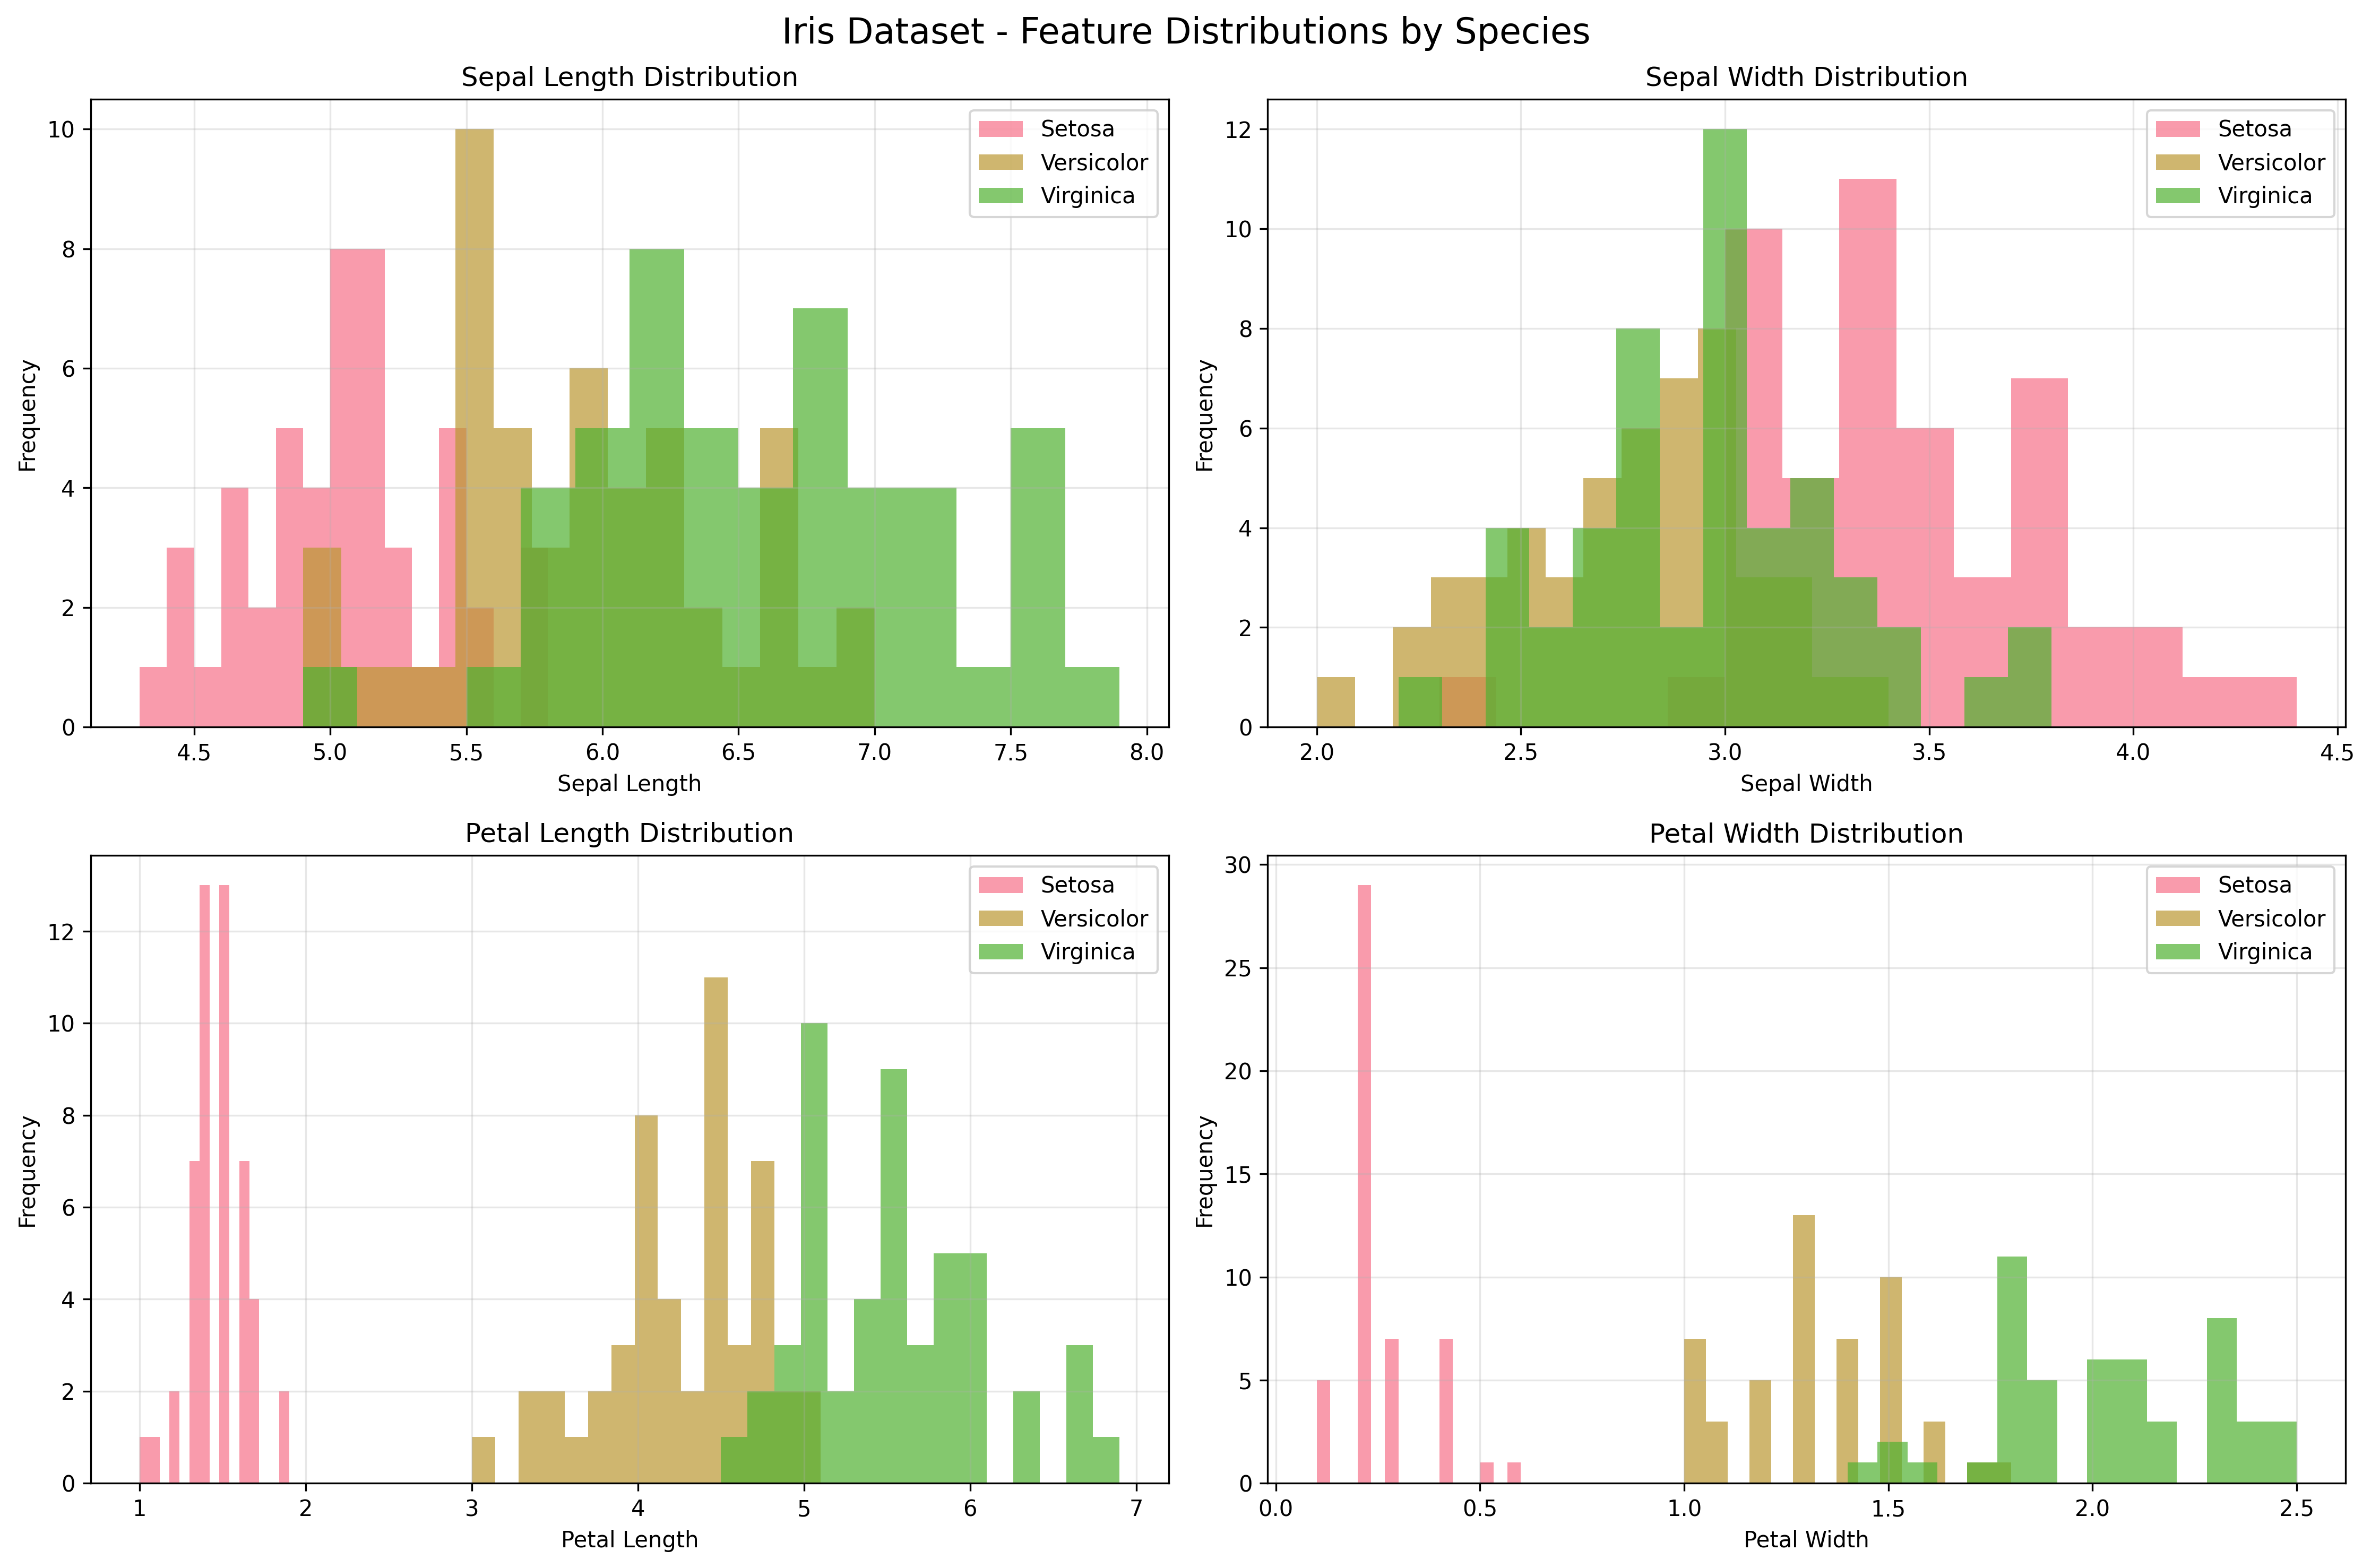 Iris Dataset - Feature Distributions by Species
Sepal Length Distribution
Frequency
10
8
6
4
2
0
4.5 5.0 5.5 6.0 6.5 7.0 7.5 8.0
Sepal Length
Setosa
Versicolor
Virginica
Sepal Width Distribution
Frequency
12
10
8
6
4
2
0
2.0 2.5 3.0 3.5 4.0 4.5
Sepal Width
Setosa
Versicolor
Virginica
Petal Length Distribution
Frequency
12
10
8
6
4
2
0
1 2 3 4 5 6 7
Petal Length
Setosa
Versicolor
Virginica
Petal Width Distribution
Frequency
30
25
20
15
10
5
0
0.0 0.5 1.0 1.5 2.0 2.5
Petal Width
Setosa
Versicolor
Virginica